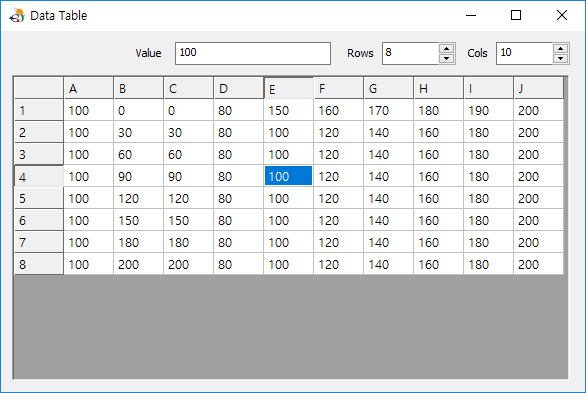 Data Table
Value 100 Rows 8 Cols 10
A B C D E F G H I J
1 100 0 0 80 150 160 170 180 190 200
2 100 30 30 80 100 120 140 160 180 200
3 100 60 60 80 100 120 140 160 180 200
4 100 90 90 80 100 120 140 160 180 200
5 100 120 120 80 100 120 140 160 180 200
6 100 150 150 80 100 120 140 160 180 200
7 100 180 180 80 100 120 140 160 180 200
8 100 200 200 80 100 120 140 160 180 200